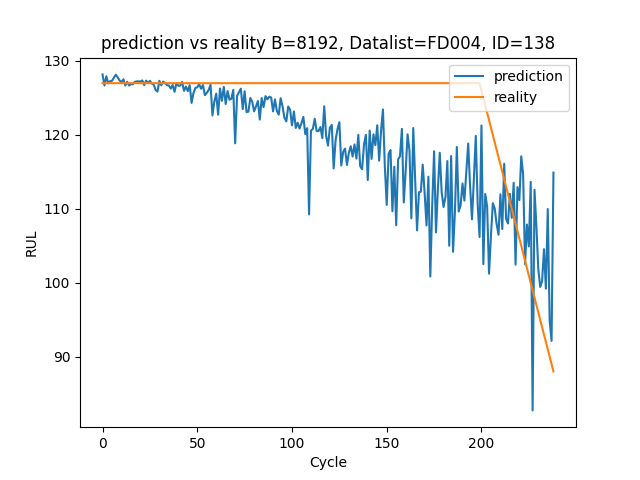 prediction vs reality B=8192, Datalist=FD004, ID=138
prediction
reality
130
120
110
100
90
RUL
0 50 100 150 200
Cycle